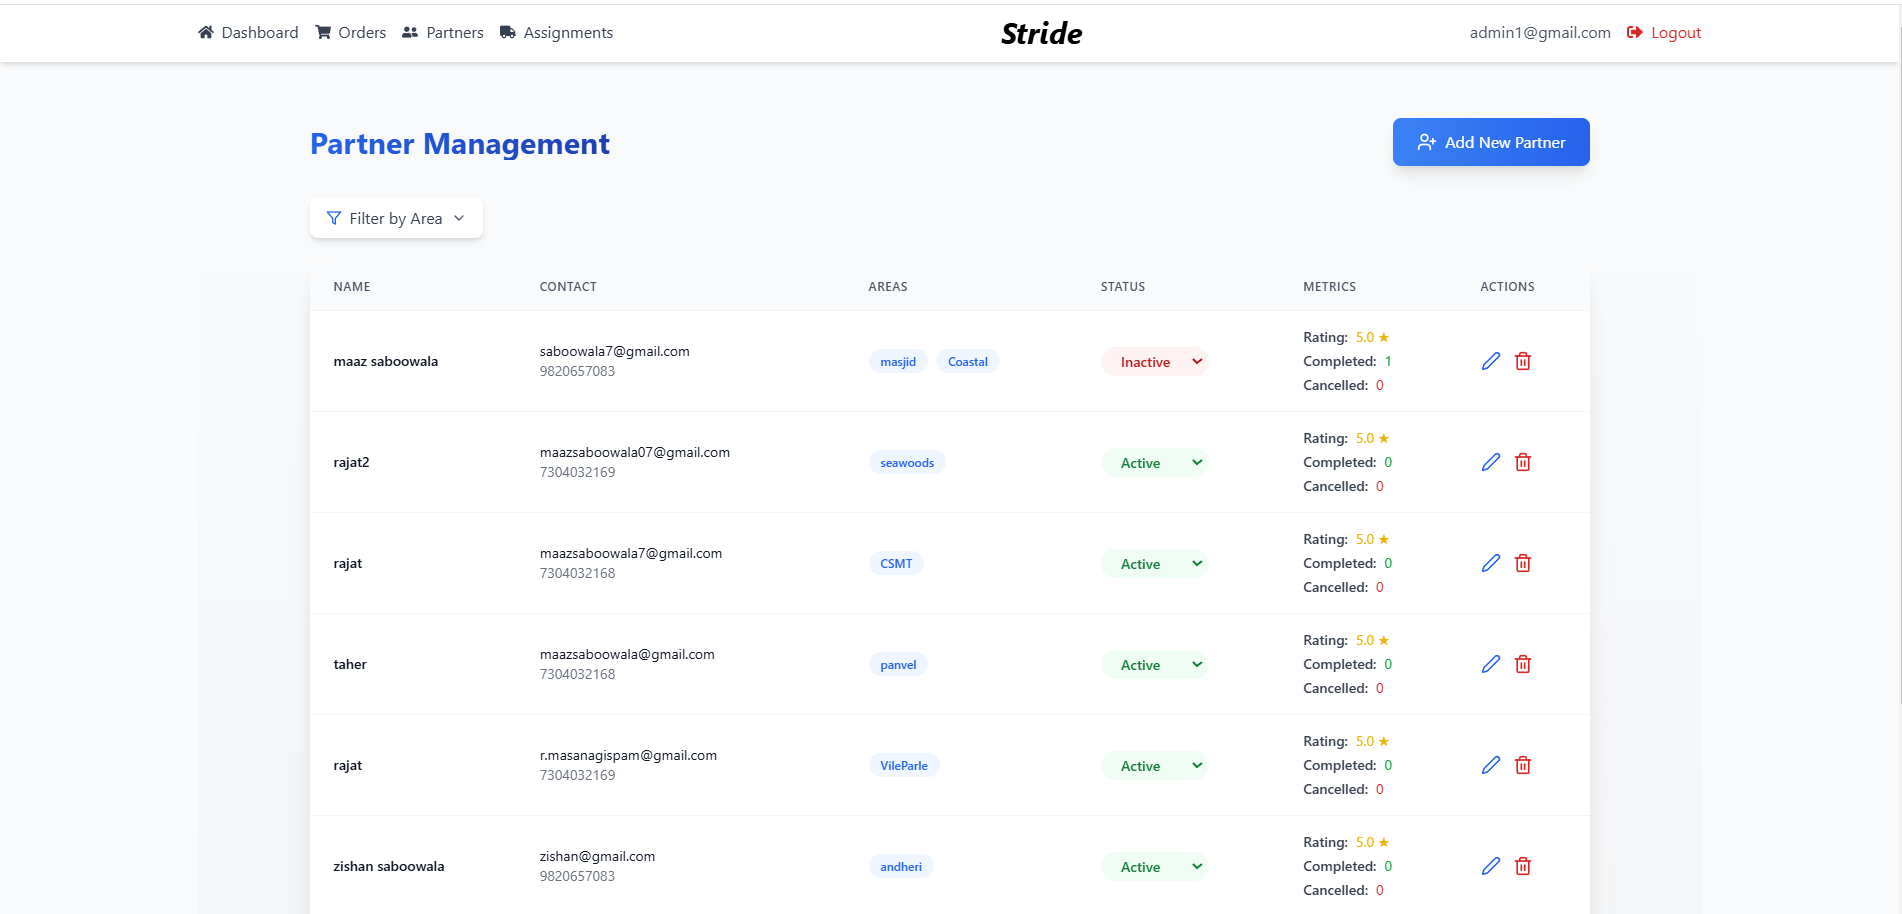 Dashboard Orders Partners Assignments Stride admin1@gmail.com Logout
Partner Management
Add New Partner
Filter by Area
NAME CONTACT AREAS STATUS METRICS ACTIONS
maaz saboowala saboowala7@gmail.com 9820657083 masjid Coastal Inactive Rating: 5.0 ★ Completed: 1 Cancelled: 0
rajat2 maazsaboowala07@gmail.com 7304032169 seawoods Active Rating: 5.0 ★ Completed: 0 Cancelled: 0
rajat maazsaboowala7@gmail.com 7304032168 CSMT Active Rating: 5.0 ★ Completed: 0 Cancelled: 0
taher maazsaboowala@gmail.com 7304032168 panvel Active Rating: 5.0 ★ Completed: 0 Cancelled: 0
rajat r.masanagispam@gmail.com 7304032169 VileParle Active Rating: 5.0 ★ Completed: 0 Cancelled: 0
zishan saboowala zishan@gmail.com 9820657083 andheri Active Rating: 5.0 ★ Completed: 0 Cancelled: 0